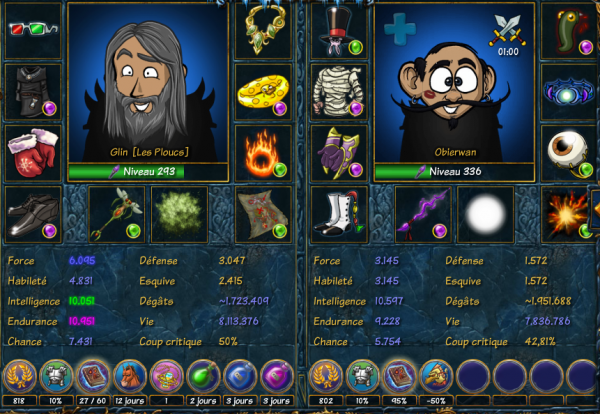 01:00
Glin [Les Ploucs]
Niveau 293
Force 6.095 Défense 3.047
Habileté 4.831 Esquive 2.415
Intelligence 10.051 Dégâts ~1.723.409
Endurance 10.951 Vie 8,113,376
Chance 7.431 Coup critique 50%
818 10% 27 / 60 12 jours 1 2 jours 3 jours 3 jours
Obierwan
Niveau 336
Force 3.145 Défense 1.572
Habileté 3.145 Esquive 1.572
Intelligence 10.597 Dégâts ~1.951.688
Endurance 9.228 Vie 7,836,786
Chance 5.754 Coup critique 42,81%
802 10% 95% -50%